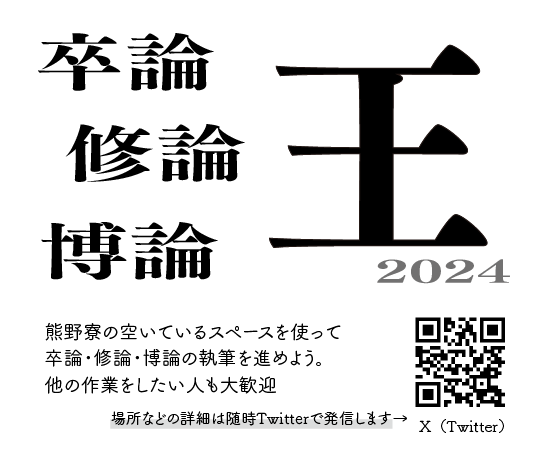 卒論
修論
博論
王
2024
熊野寮の空いているスペースを使って
卒論・修論・博論の執筆を進めよう。
他の作業をしたい人も大歓迎
場所などの詳細は随時Twitterで発信します→
X（Twitter）